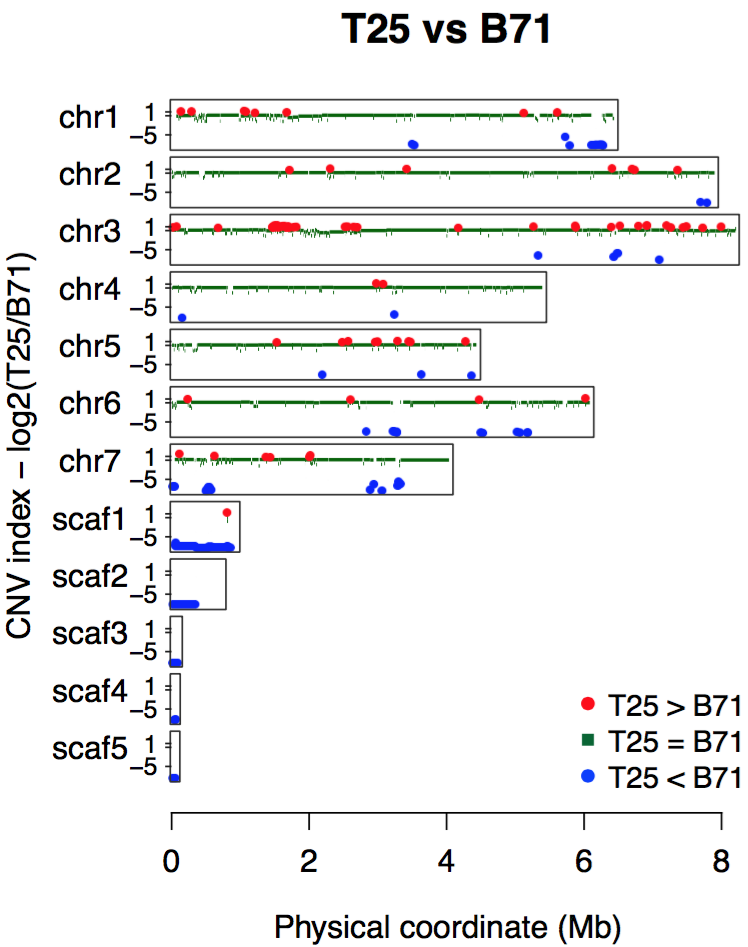 T25 vs B71
CNV index – log2(T25/B71)
chr1 1 −5
chr2 1 −5
chr3 1 −5
chr4 1 −5
chr5 1 −5
chr6 1 −5
chr7 1 −5
scaf1 1 −5
scaf2 1 −5
scaf3 1 −5
scaf4 1 −5
scaf5 1 −5
T25 > B71
T25 = B71
T25 < B71
0 2 4 6 8
Physical coordinate (Mb)